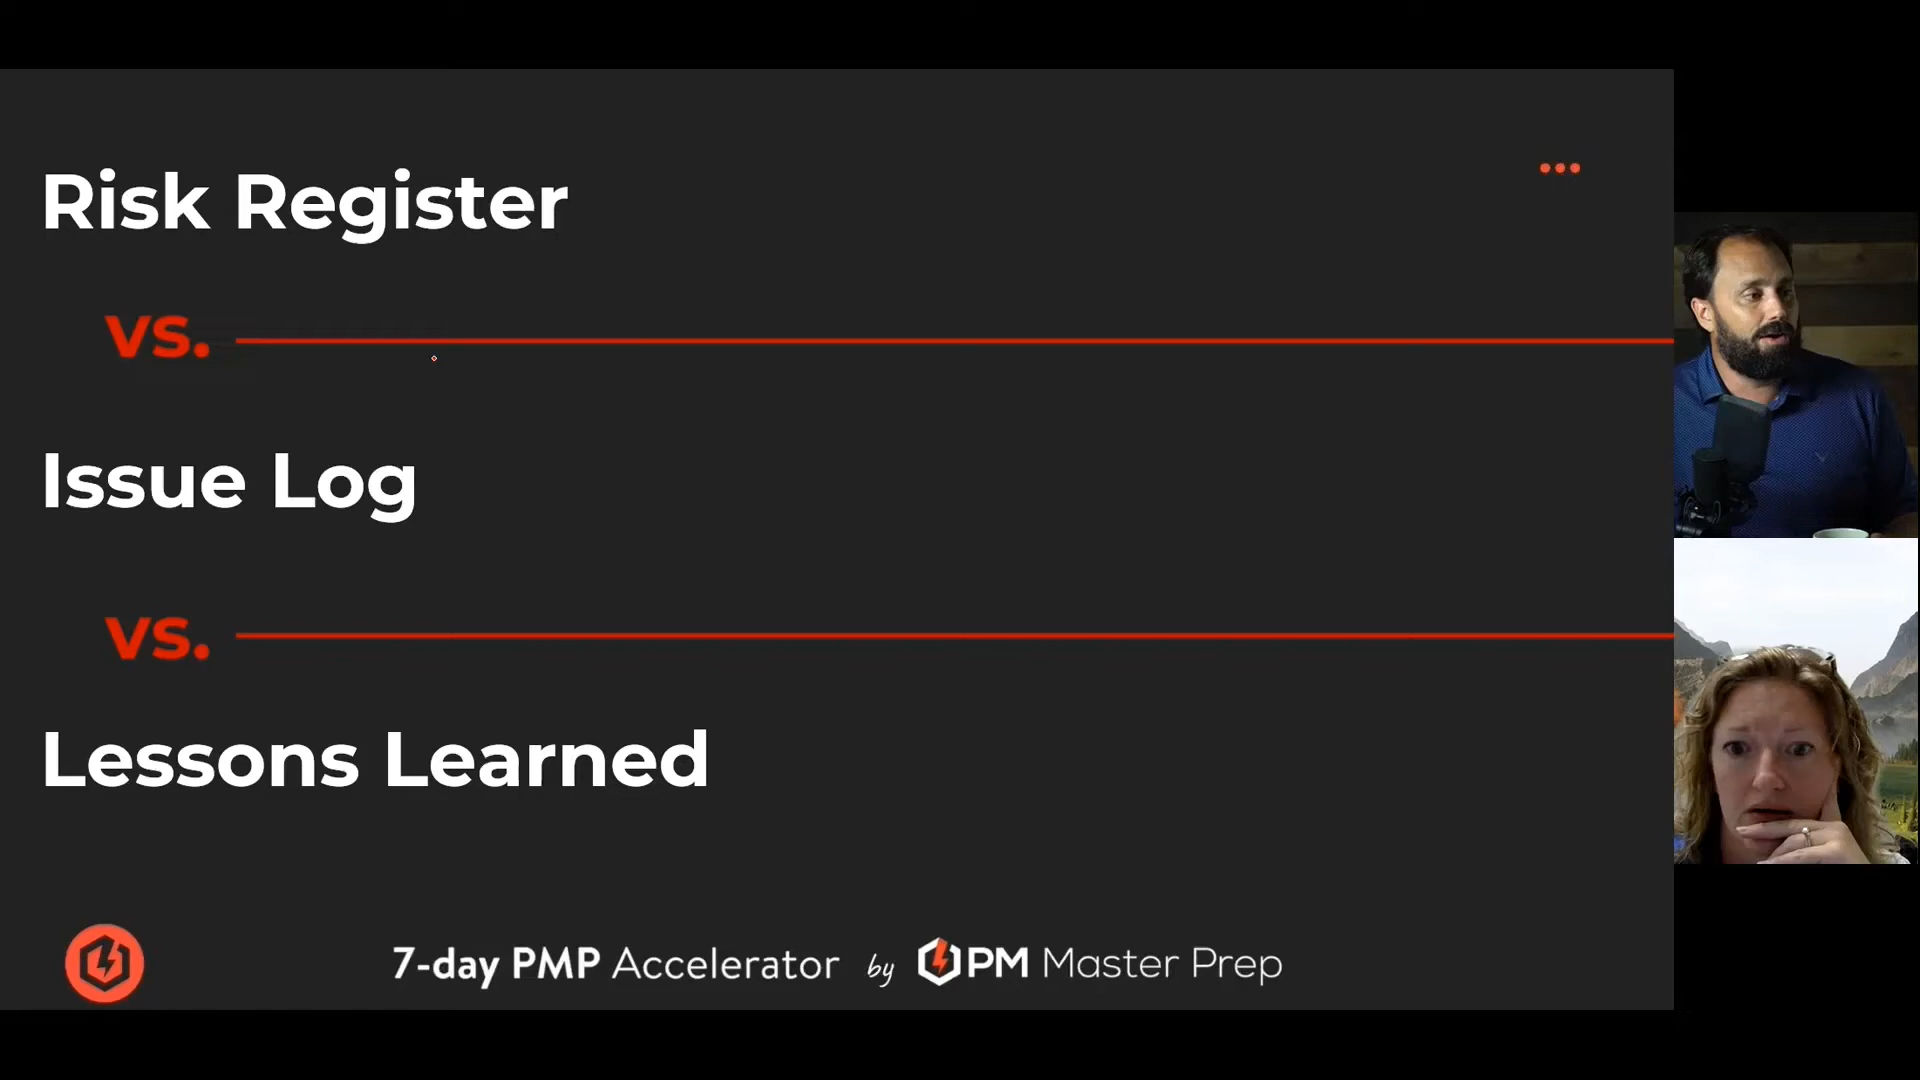 Risk Register
vs.
Issue Log
vs.
Lessons Learned
7-day PMP Accelerator by PM Master Prep